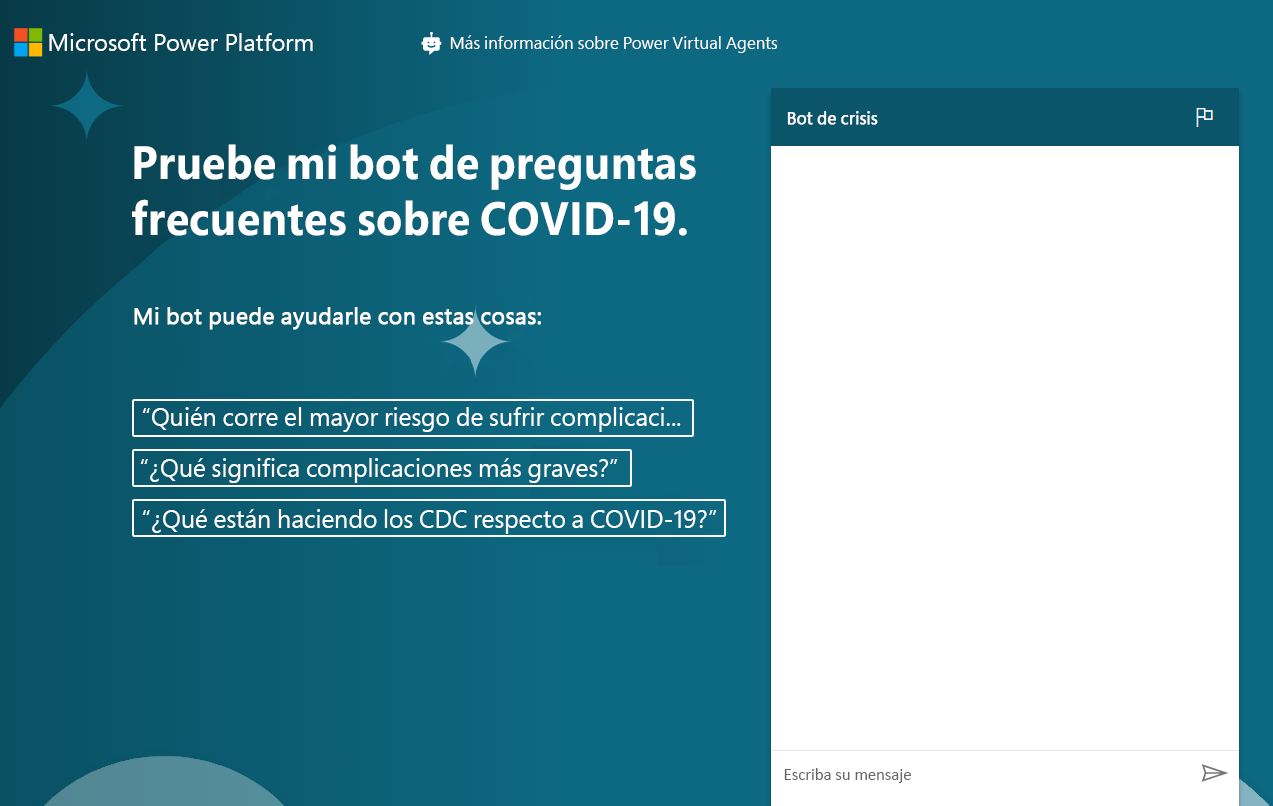 Microsoft Power Platform
Más información sobre Power Virtual Agents
Pruebe mi bot de preguntas
frecuentes sobre COVID-19.
Mi bot puede ayudarle con estas cosas:
“Quién corre el mayor riesgo de sufrir complicaci...
“¿Qué significa complicaciones más graves?”
“¿Qué están haciendo los CDC respecto a COVID-19?”
Bot de crisis
Escriba su mensaje